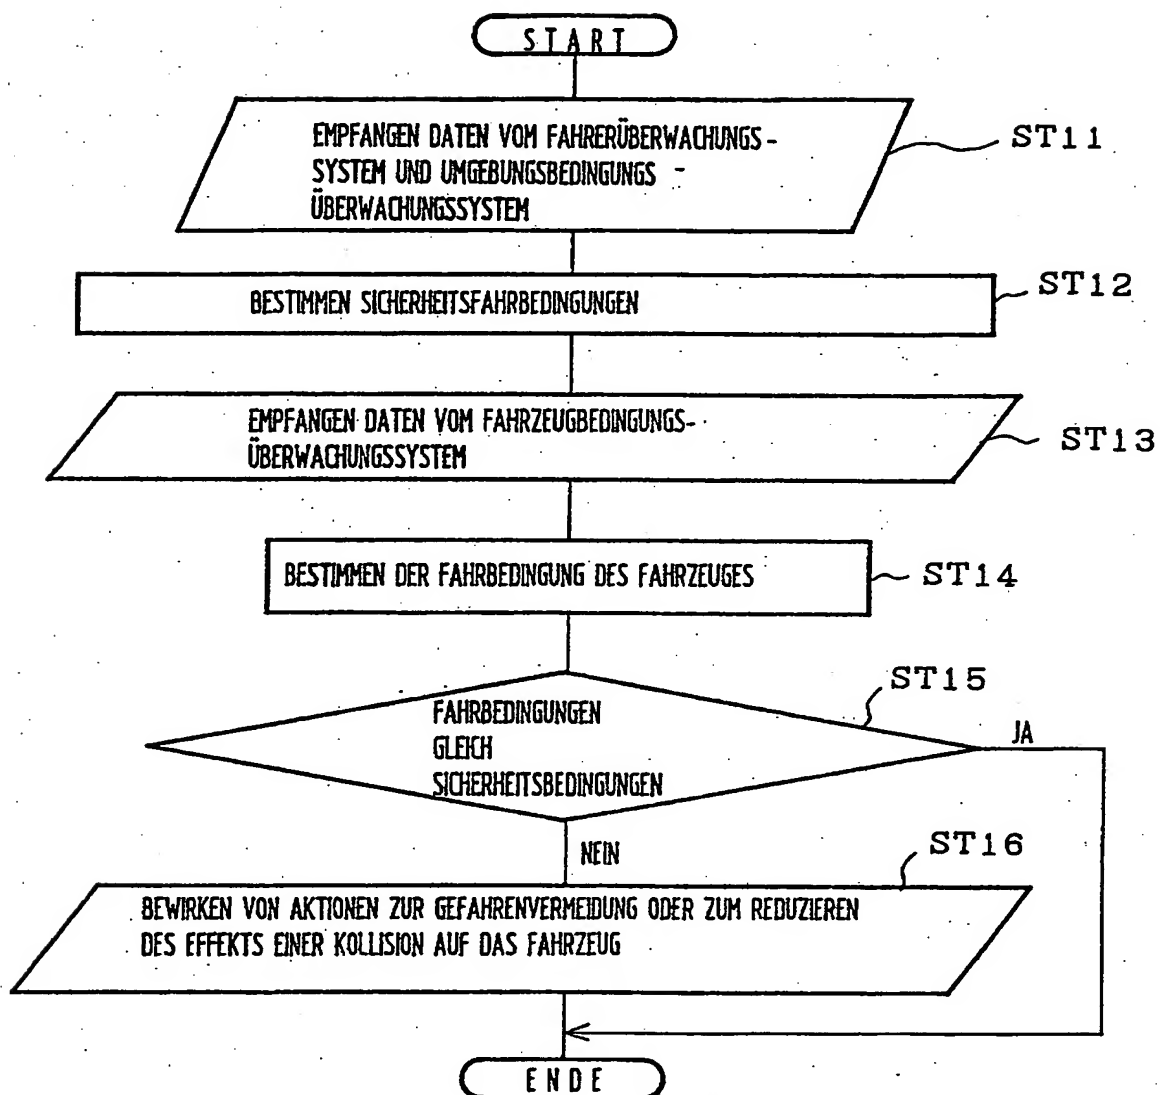 START
EMPFANGEN DATEN VOM FAHRERÜBERWACHUNGS-
SYSTEM UND UMGEBUNGSBEDINGUNGS-
ÜBERWACHUNGSSYSTEM
ST11
BESTIMMEN SICHERHEITSFAHRBEDINGUNGEN
ST12
EMPFANGEN DATEN VOM FAHRZEUGBEDINGUNGS-
ÜBERWACHUNGSSYSTEM
ST13
BESTIMMEN DER FAHRBEDINGUNG DES FAHRZEUGES
ST14
ST15
FAHRBEDINGUNGEN
GLEICH
SICHERHEITSBEDINGUNGEN
JA
NEIN
ST16
BEWIRKEN VON AKTIONEN ZUR GEFAHRENVERMEIDUNG ODER ZUM REDUZIEREN
DES EFFEKTS EINER KOLLISION AUF DAS FAHRZEUG
ENDE